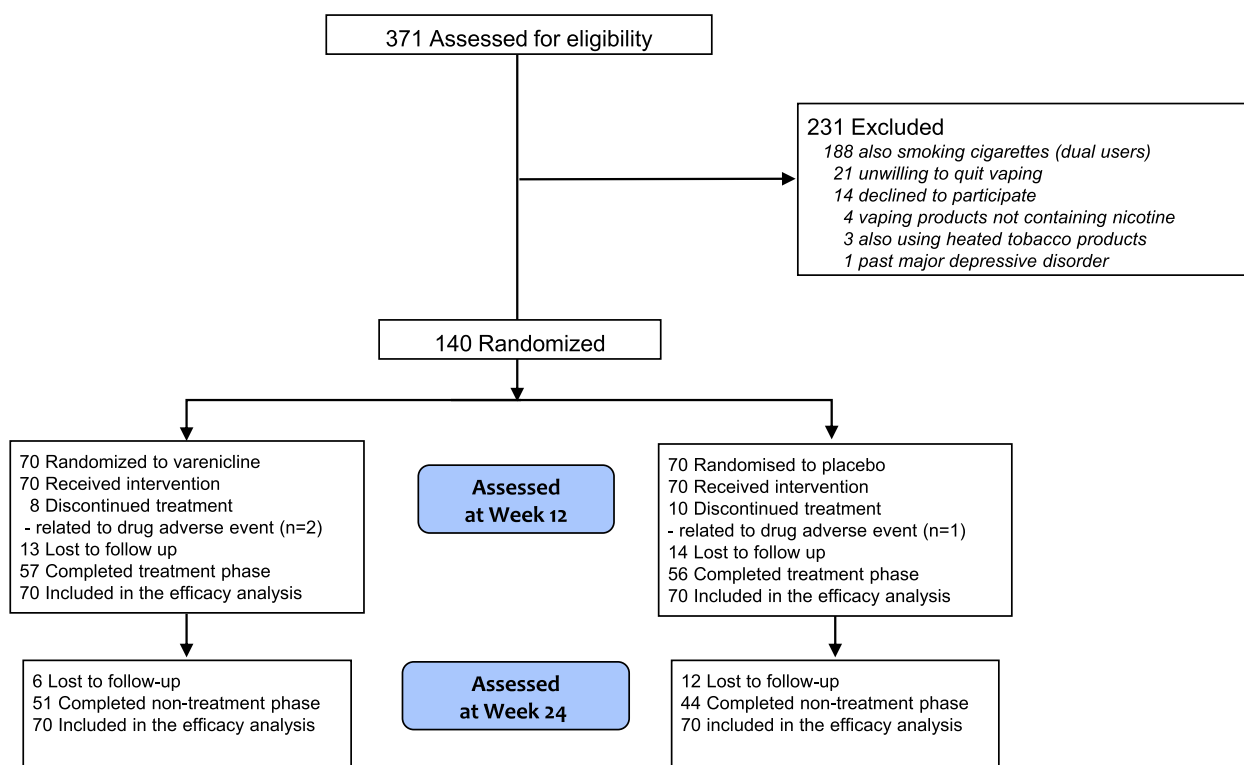 371 Assessed for eligibility
231 Excluded
188 also smoking cigarettes (dual users)
21 unwilling to quit vaping
14 declined to participate
4 vaping products not containing nicotine
3 also using heated tobacco products
1 past major depressive disorder
140 Randomized
70 Randomized to varenicline
70 Received intervention
8 Discontinued treatment
- related to drug adverse event (n=2)
13 Lost to follow up
57 Completed treatment phase
70 Included in the efficacy analysis
Assessed
at Week 12
70 Randomised to placebo
70 Received intervention
10 Discontinued treatment
- related to drug adverse event (n=1)
14 Lost to follow up
56 Completed treatment phase
70 Included in the efficacy analysis
6 Lost to follow-up
51 Completed non-treatment phase
70 Included in the efficacy analysis
Assessed
at Week 24
12 Lost to follow-up
44 Completed non-treatment phase
70 included in the efficacy analysis